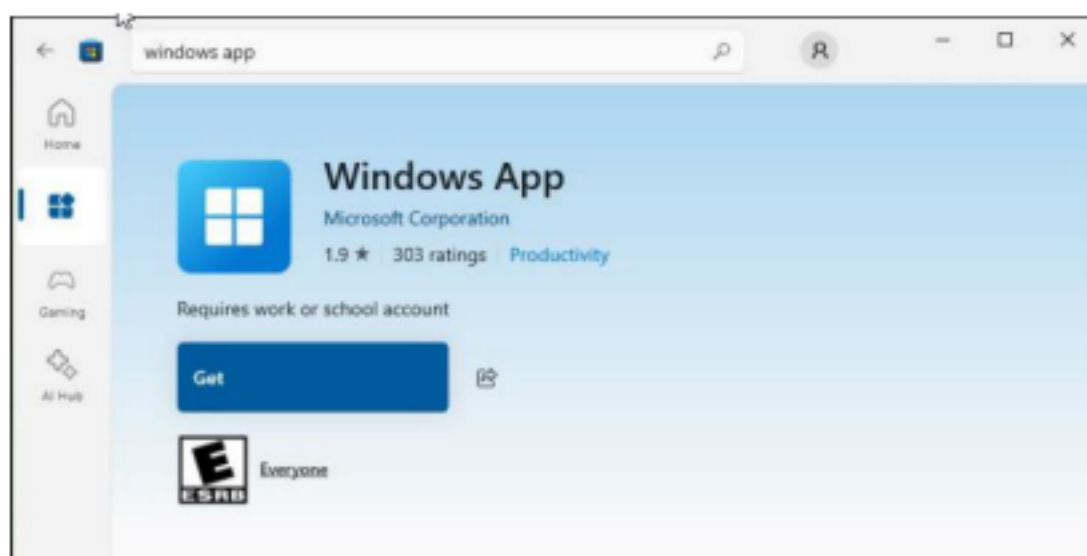 windows app
Home
Windows App
Microsoft Corporation
1.9 ★ 303 ratings Productivity
Gaming
Requires work or school account
AI Hub
Get
E
ESRB
Everyone